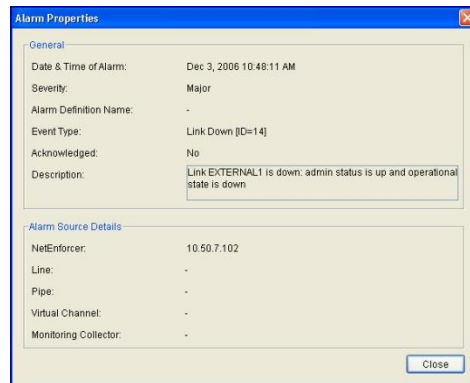 Alarm Properties
General
Date & Time of Alarm: Dec 3, 2006 10:48:11 AM
Severity: Major
Alarm Definition Name: -
Event Type: Link Down [ID=14]
Acknowledged: No
Description: Link EXTERNAL1 is down: admin status is up and operational
state is down
Alarm Source Details
NetEnforcer: 10.50.7.102
Line: -
Pipe: -
Virtual Channel: -
Monitoring Collector: -
Close